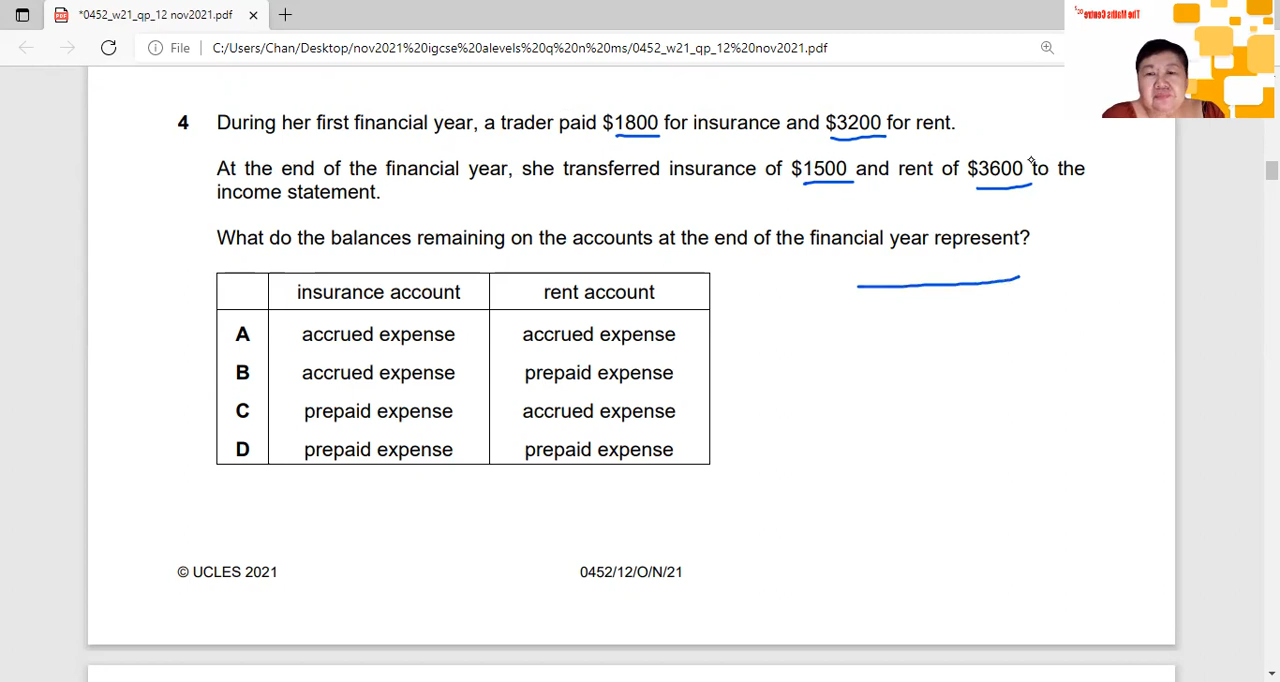 *0452_w21_qp_12 nov2021.pdf
File
C:/Users/Chan/Desktop/nov2021%20igcse%20alevels%20q%20n%20ms/0452_w21_qp_12%20nov2021.pdf
The Maths Centre
4 During her first financial year, a trader paid $1800 for insurance and $3200 for rent.
At the end of the financial year, she transferred insurance of $1500 and rent of $3600 to the
income statement.
What do the balances remaining on the accounts at the end of the financial year represent?
insurance account rent account
A accrued expense accrued expense
B accrued expense prepaid expense
C prepaid expense accrued expense
D prepaid expense prepaid expense
© UCLES 2021 0452/12/O/N/21